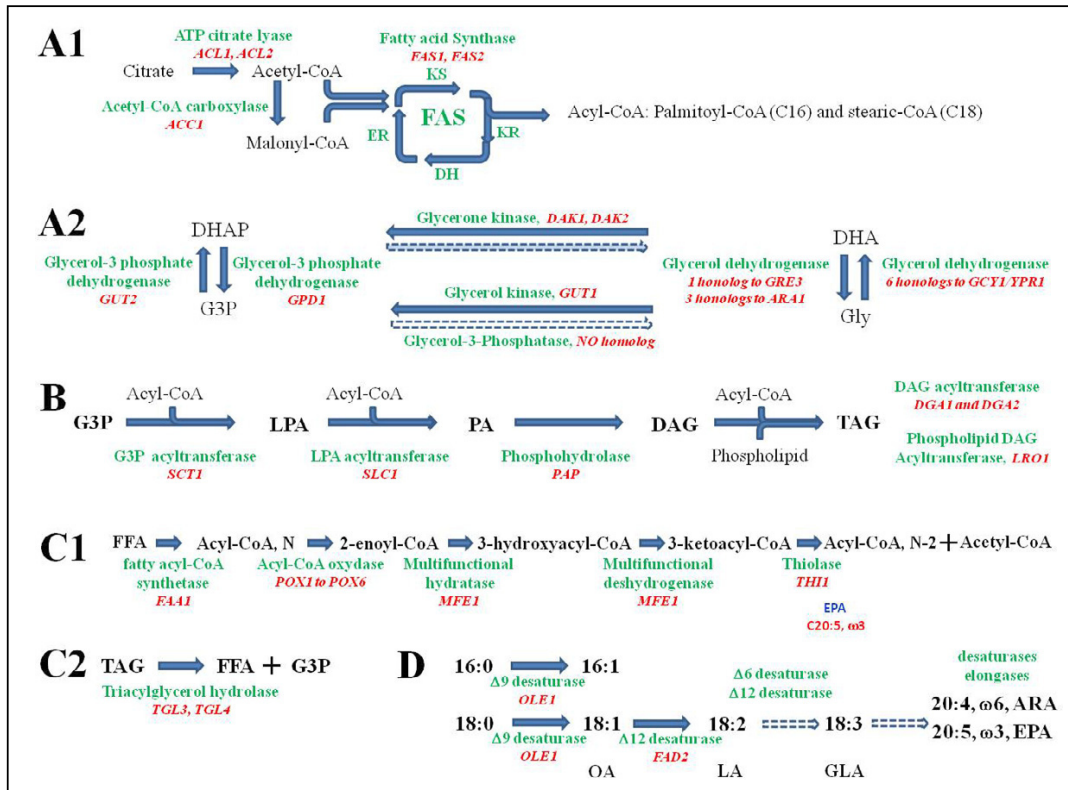 A1
ATP citrate lyase
ACL1, ACL2
Citrate
Acetyl-CoA
Acetyl-CoA carboxylase
ACC1
Malonyl-CoA
Fatty acid Synthase
FAS1, FAS2
KS
FAS
ER
KR
DH
Acyl-CoA: Palmitoyl-CoA (C16) and stearic-CoA (C18)
A2
DHAP
Glycerol-3 phosphate
dehydrogenase
GUT2
Glycerol-3 phosphate
dehydrogenase
GPD1
G3P
Glycerone kinase, DAK1, DAK2
Glycerol kinase, GUT1
Glycerol-3-Phosphatase, NO homolog
DHA
Glycerol dehydrogenase
1 homolog to GRE3
3 homologs to ARA1
Glycerol dehydrogenase
6 homologs to GCY1/YPR1
Gly
B
Acyl-CoA
Acyl-CoA
Acyl-CoA
G3P
LPA
PA
DAG
TAG
Phospholipid
G3P acyltransferase
SCT1
LPA acyltransferase
SLC1
Phosphohydrolase
PAP
DAG acyltransferase
DGA1 and DGA2
Phospholipid DAG
Acyltransferase, LRO1
C1
FFA
Acyl-CoA, N
2-enoyl-CoA
3-hydroxyacyl-CoA
3-ketoacyl-CoA
Acyl-CoA, N-2 + Acetyl-CoA
fatty acyl-CoA
synthetase
FAA1
Acyl-CoA oxydase
POX1 to POX6
Multifunctional
hydratase
MFE1
Multifunctional
deshydrogenase
MFE1
Thiolase
THI1
EPA
C20:5, ω3
C2
TAG
FFA + G3P
Triacylglycerol hydrolase
TGL3, TGL4
D
16:0
16:1
Δ9 desaturase
OLE1
18:0
18:1
18:2
18:3
Δ9 desaturase
OLE1
Δ12 desaturase
FAD2
Δ6 desaturase
Δ12 desaturase
desaturases
elongases
20:4, ω6, ARA
20:5, ω3, EPA
OA
LA
GLA